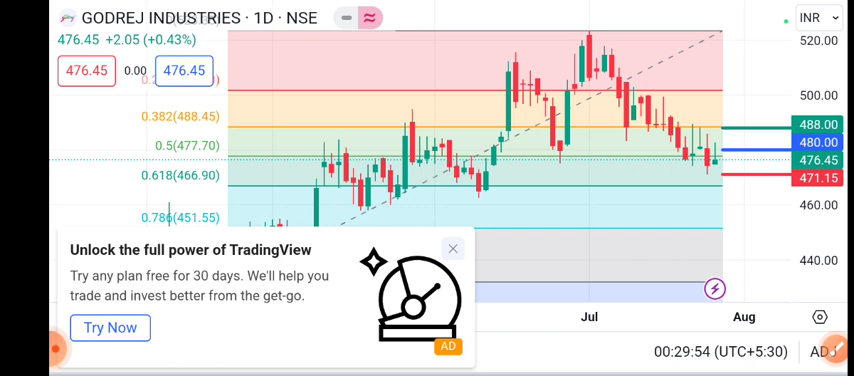 GODREJ INDUSTRIES · 1D · NSE
INR
476.45 +2.05 (+0.43%)
476.45 0.00 476.45
0.382(488.45)
0.5(477.70)
0.618(466.90)
0.786(451.55)
520.00
500.00
488.00
480.00
476.45
471.15
460.00
440.00
Unlock the full power of TradingView
Try any plan free for 30 days. We'll help you
trade and invest better from the get-go.
Try Now
AD
Jul Aug
00:29:54 (UTC+5:30)